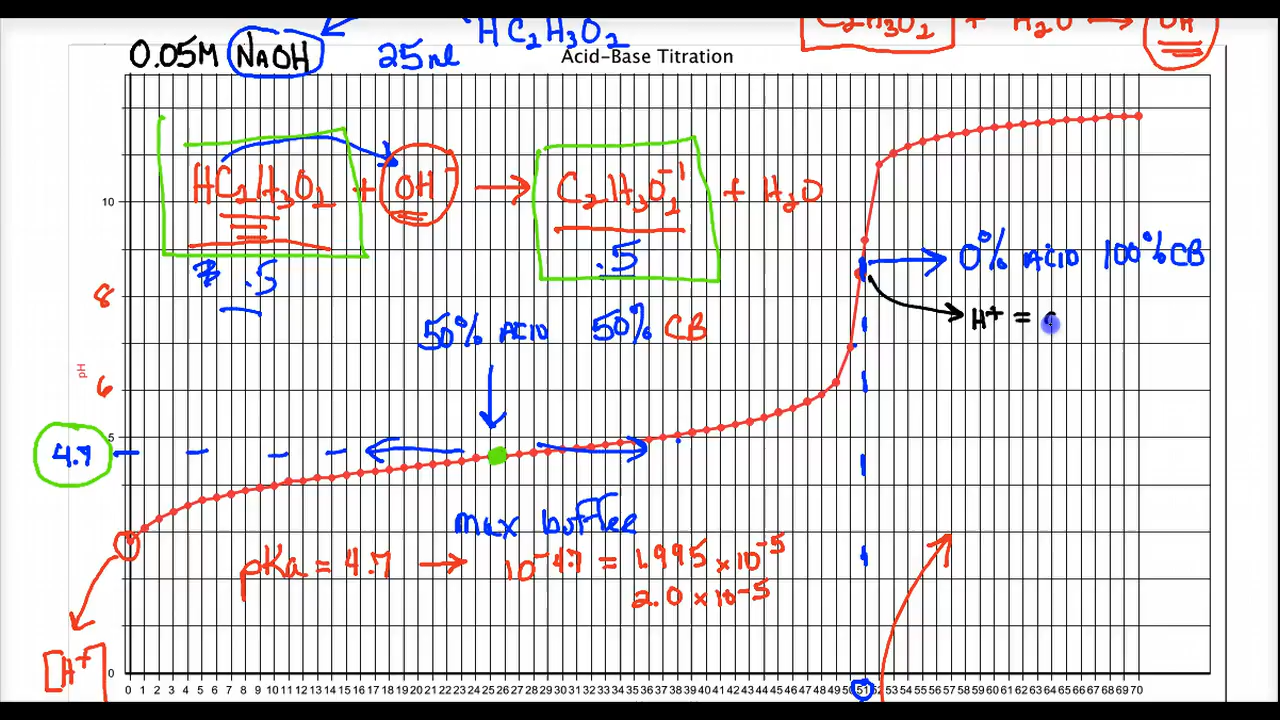 HC2H3O2
C2H3O2 + H2O → OH
0.05M NaOH 25ml
Acid-Base Titration
HC2H3O2 + OH- → C2H3O2-1 + H2O
10
.5 .5
0% ACID 100% CB
8
H+ =
50% ACID 50% CB
pH
6
5
4.7
max buffer
pKa = 4.7 → 10-4.7 = 1.995 x 10-5
2.0 x 10-5
[H+]
0
0 1 2 3 4 5 6 7 8 9 10 11 12 13 14 15 16 17 18 19 20 21 22 23 24 25 26 27 28 29 30 31 32 33 34 35 36 37 38 39 40 41 42 43 44 45 46 47 48 49 50 51 52 53 54 55 56 57 58 59 60 61 62 63 64 65 66 67 68 69 70